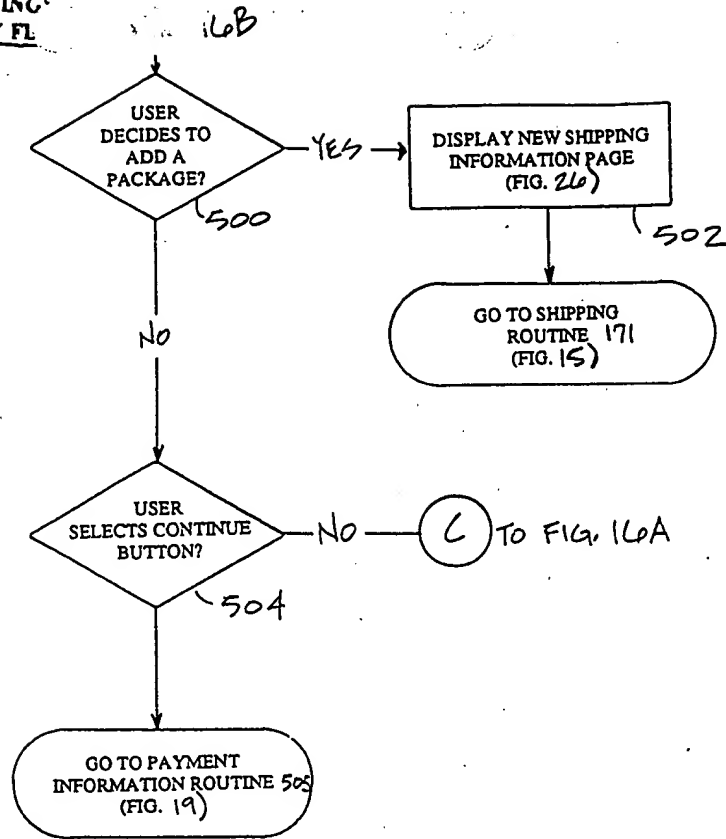 ING
FL
16B
USER
DECIDES TO
ADD A
PACKAGE?
YES
500
DISPLAY NEW SHIPPING
INFORMATION PAGE
(FIG. 26)
502
GO TO SHIPPING
ROUTINE 171
(FIG. 15)
NO
USER
SELECTS CONTINUE
BUTTON?
NO
C
TO FIG. 16A
504
GO TO PAYMENT
INFORMATION ROUTINE 505
(FIG. 19)